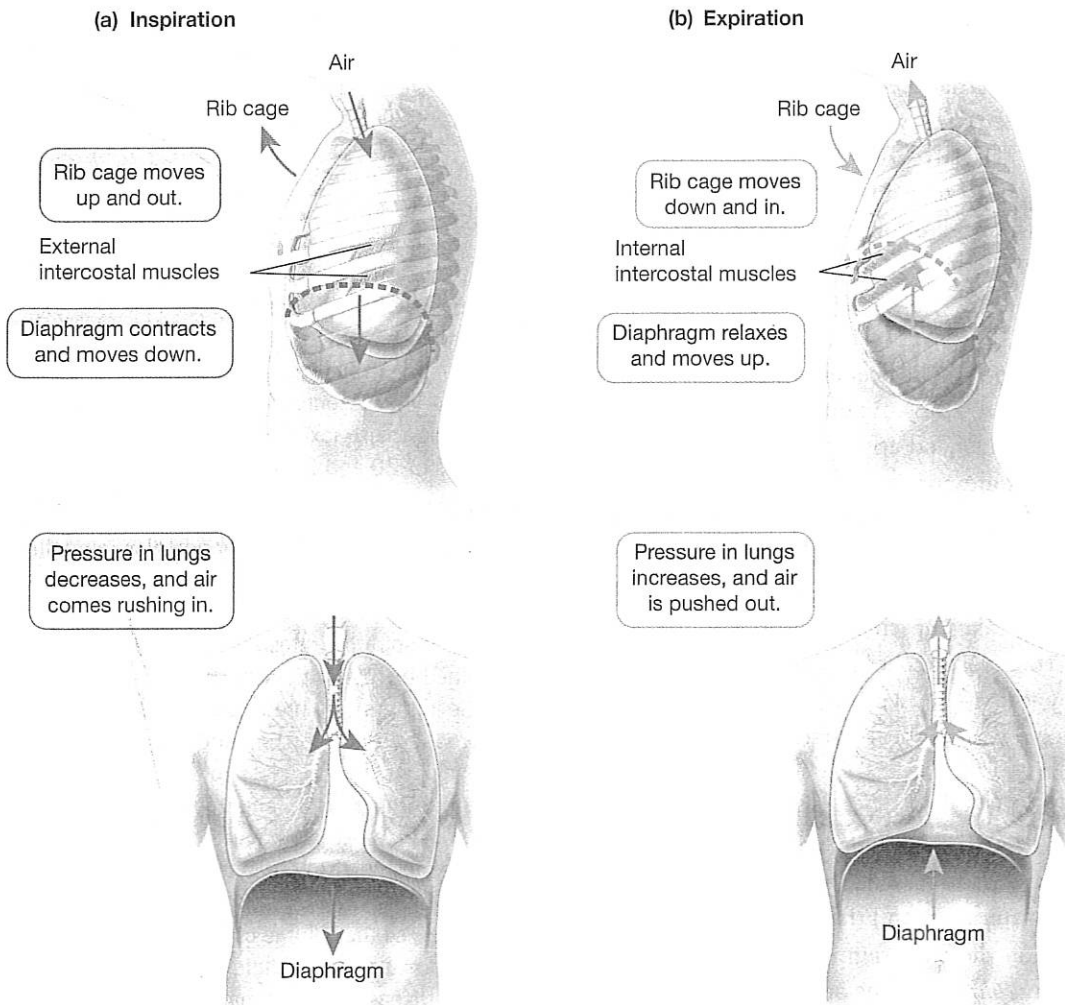 (a) Inspiration
Air
Rib cage
Rib cage moves
up and out.
External
intercostal muscles
Diaphragm contracts
and moves down.
Pressure in lungs
decreases, and air
comes rushing in.
Diaphragm
(b) Expiration
Air
Rib cage
Rib cage moves
down and in.
Internal
intercostal muscles
Diaphragm relaxes
and moves up.
Pressure in lungs
increases, and air
is pushed out.
Diaphragm